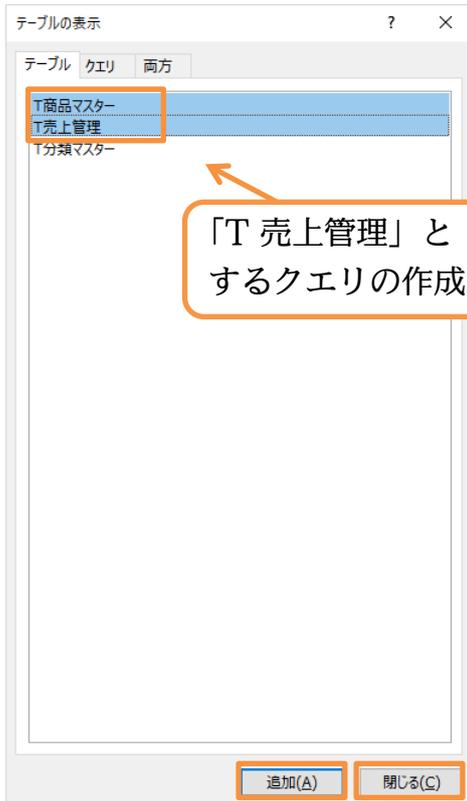 テーブルの表示 ? ×
テーブル クエリ 両方
T商品マスター
T売上管理
T分類マスター
「T 売上管理」と
するクエリの作成
追加(A) 閉じる(C)